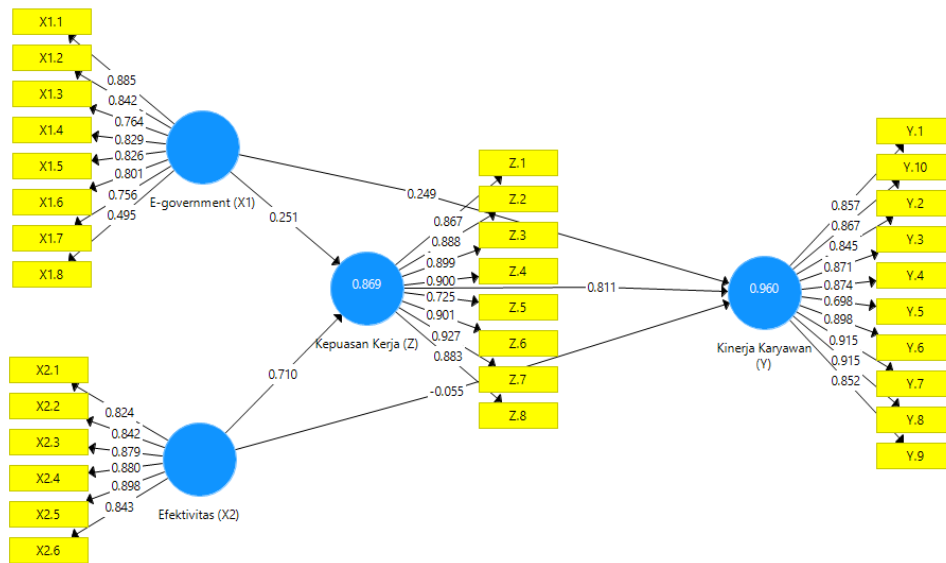 X1.1
X1.2
X1.3
X1.4
X1.5
X1.6
X1.7
X1.8
0.885
0.842
0.764
0.829
0.826
0.801
0.756
0.495
E-government (X1)
0.251
0.249
X2.1
X2.2
X2.3
X2.4
X2.5
X2.6
0.824
0.842
0.879
0.880
0.898
0.843
Efektivitas (X2)
0.710
-0.055
0.869
Kepuasan Kerja (Z)
0.867
0.888
0.899
0.900
0.725
0.901
0.927
0.883
Z.1
Z.2
Z.3
Z.4
Z.5
Z.6
Z.7
Z.8
0.811
0.960
Kinerja Karyawan
(Y)
0.857
0.867
0.845
0.871
0.874
0.698
0.898
0.915
0.915
0.852
Y.1
Y.10
Y.2
Y.3
Y.4
Y.5
Y.6
Y.7
Y.8
Y.9